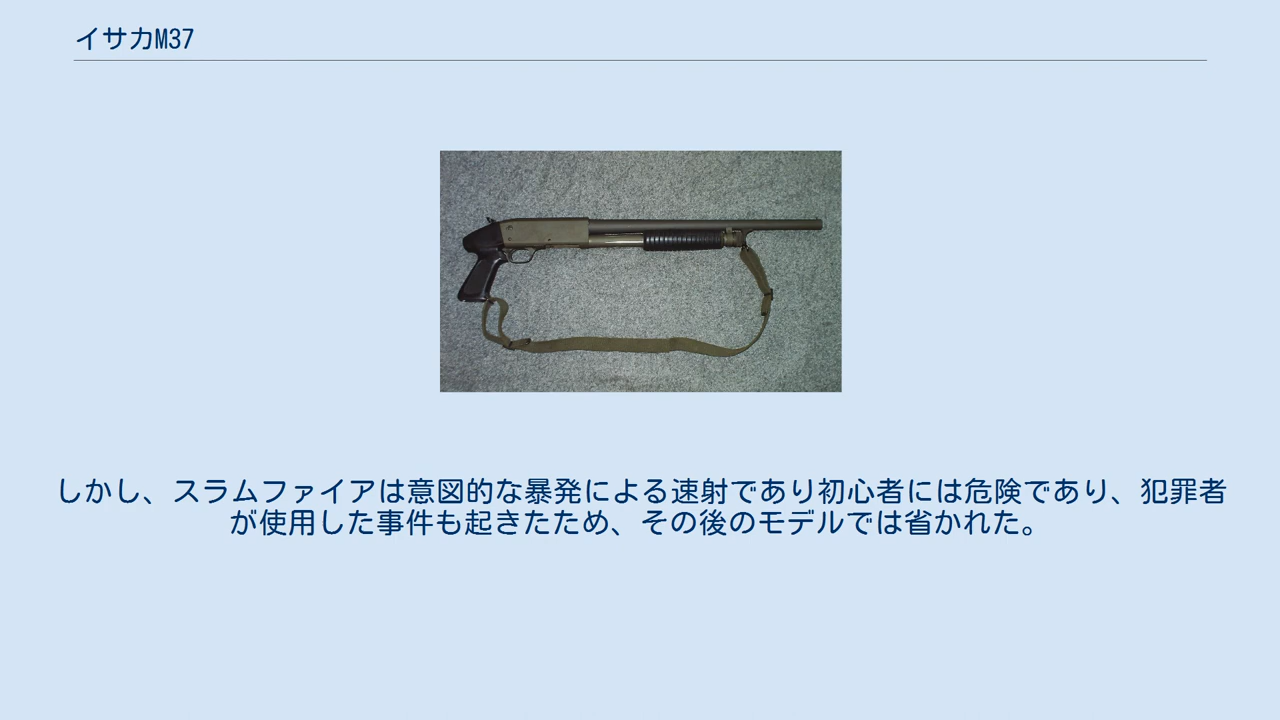 イサカM37
しかし、スラムファイアは意図的な暴発による速射であり初心者には危険であり、犯罪者
が使用した事件も起きたため、その後のモデルでは省かれた。